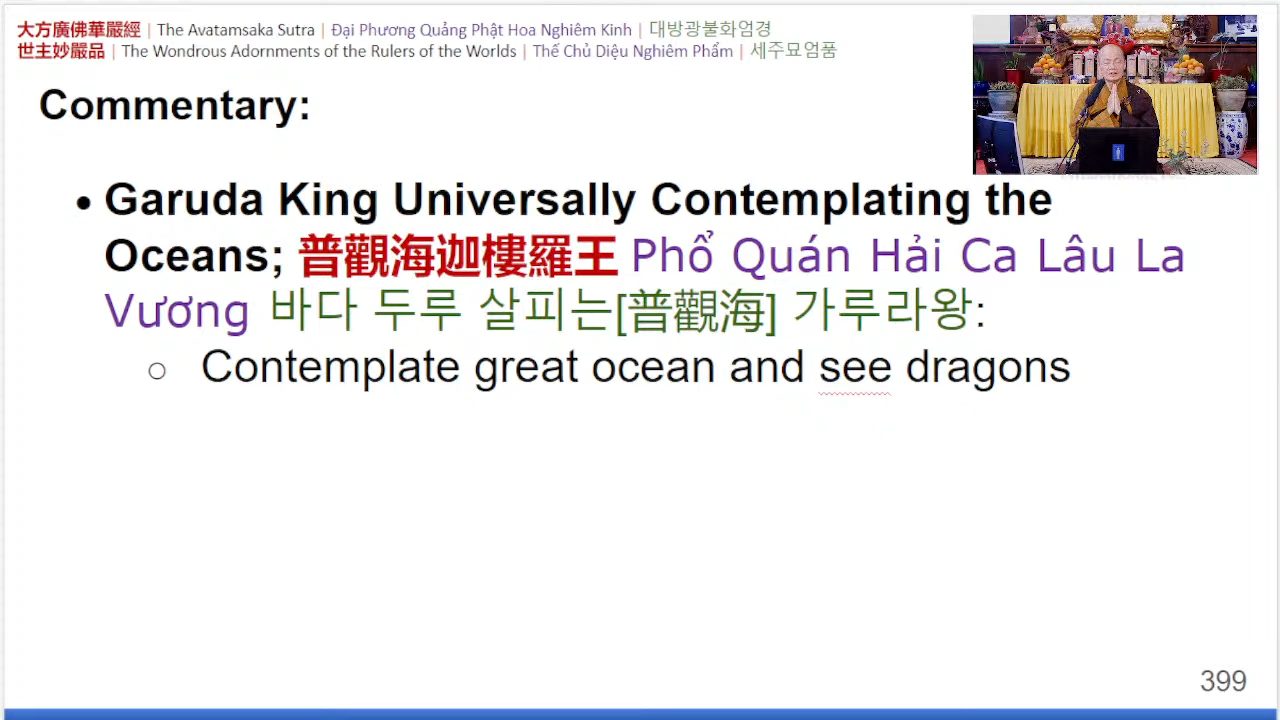 大方廣佛華嚴經 | The Avatamsaka Sutra | Đại Phương Quảng Phật Hoa Nghiêm Kinh | 대방광불화엄경
世主妙嚴品 | The Wondrous Adornments of the Rulers of the Worlds | Thế Chủ Diệu Nghiêm Phẩm | 세주묘엄품
Commentary:
• Garuda King Universally Contemplating the
Oceans; 普觀海迦樓羅王 Phổ Quán Hải Ca Lâu La
Vương 바다 두루 살피는[普觀海] 가루라왕:
○ Contemplate great ocean and see dragons
399